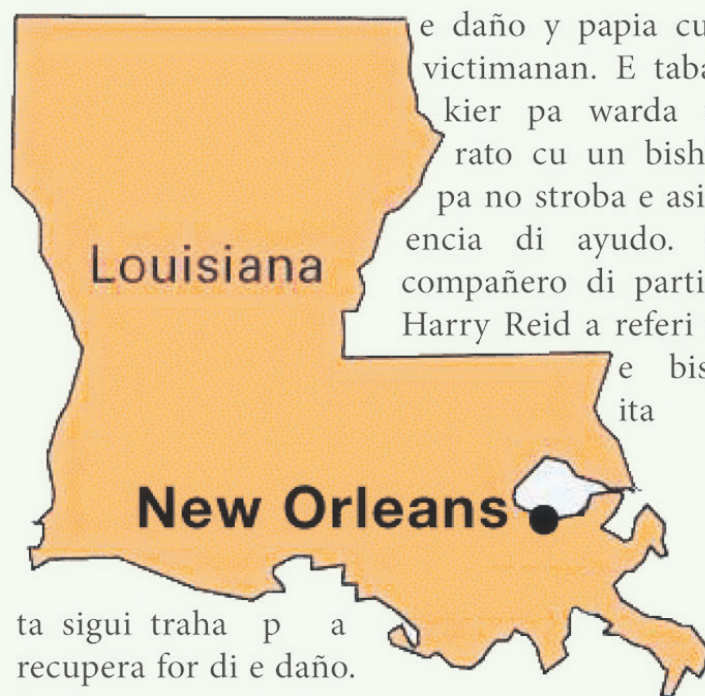 e daño y papia cu
victimanan. E taba
kier pa warda
rato cu un bish
pa no stroba e asi
encia di ayudo.
compañero di parti
Harry Reid a referi
e bis
ita
Louisiana
New Orleans
ta sigui traha p a
recupera for di e daño.